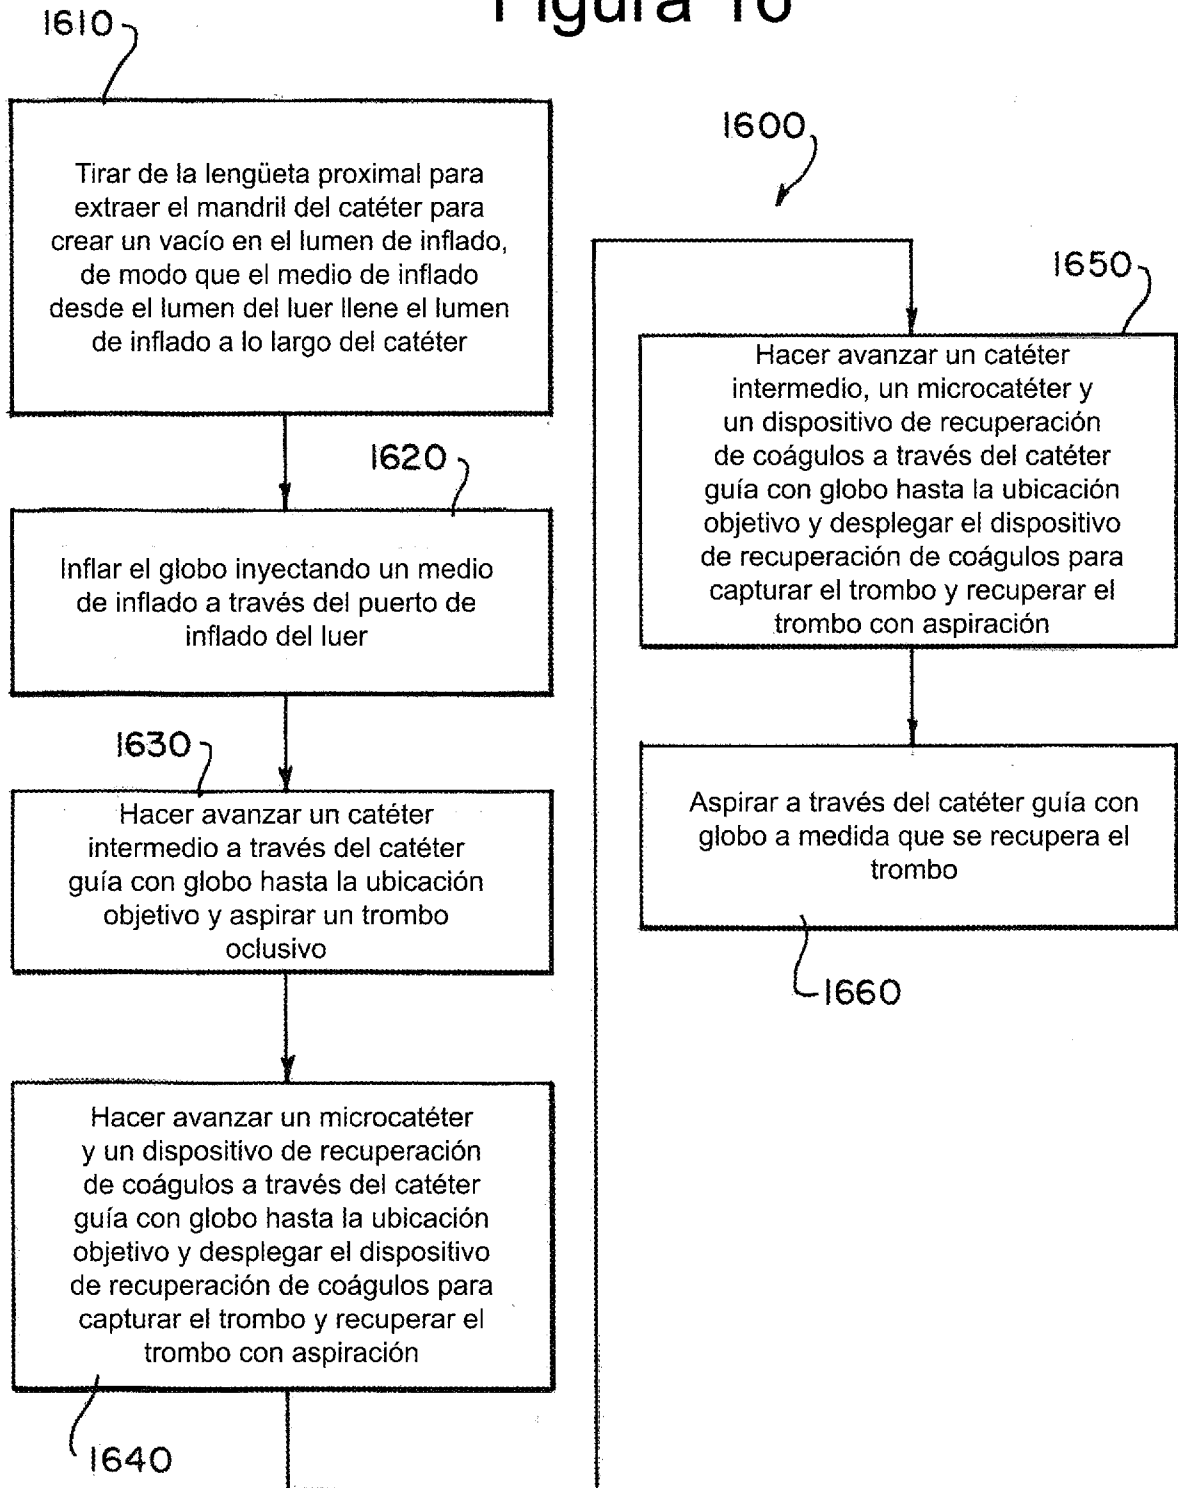 Figura 16
1610
Tirar de la lengüeta proximal para
extraer el mandril del catéter para
crear un vacío en el lumen de inflado,
de modo que el medio de inflado
desde el lumen del luer llene el lumen
de inflado a lo largo del catéter
1620
Inflar el globo inyectando un medio
de inflado a través del puerto de
inflado del luer
1630
Hacer avanzar un catéter
intermedio a través del catéter
guía con globo hasta la ubicación
objetivo y aspirar un trombo
oclusivo
Hacer avanzar un microcatéter
y un dispositivo de recuperación
de coágulos a través del catéter
guía con globo hasta la ubicación
objetivo y desplegar el dispositivo
de recuperación de coágulos para
capturar el trombo y recuperar el
trombo con aspiración
1640
1600
1650
Hacer avanzar un catéter
intermedio, un microcatéter y
un dispositivo de recuperación
de coágulos a través del catéter
guía con globo hasta la ubicación
objetivo y desplegar el dispositivo
de recuperación de coágulos para
capturar el trombo y recuperar el
trombo con aspiración
Aspirar a través del catéter guía con
globo a medida que se recupera el
trombo
1660